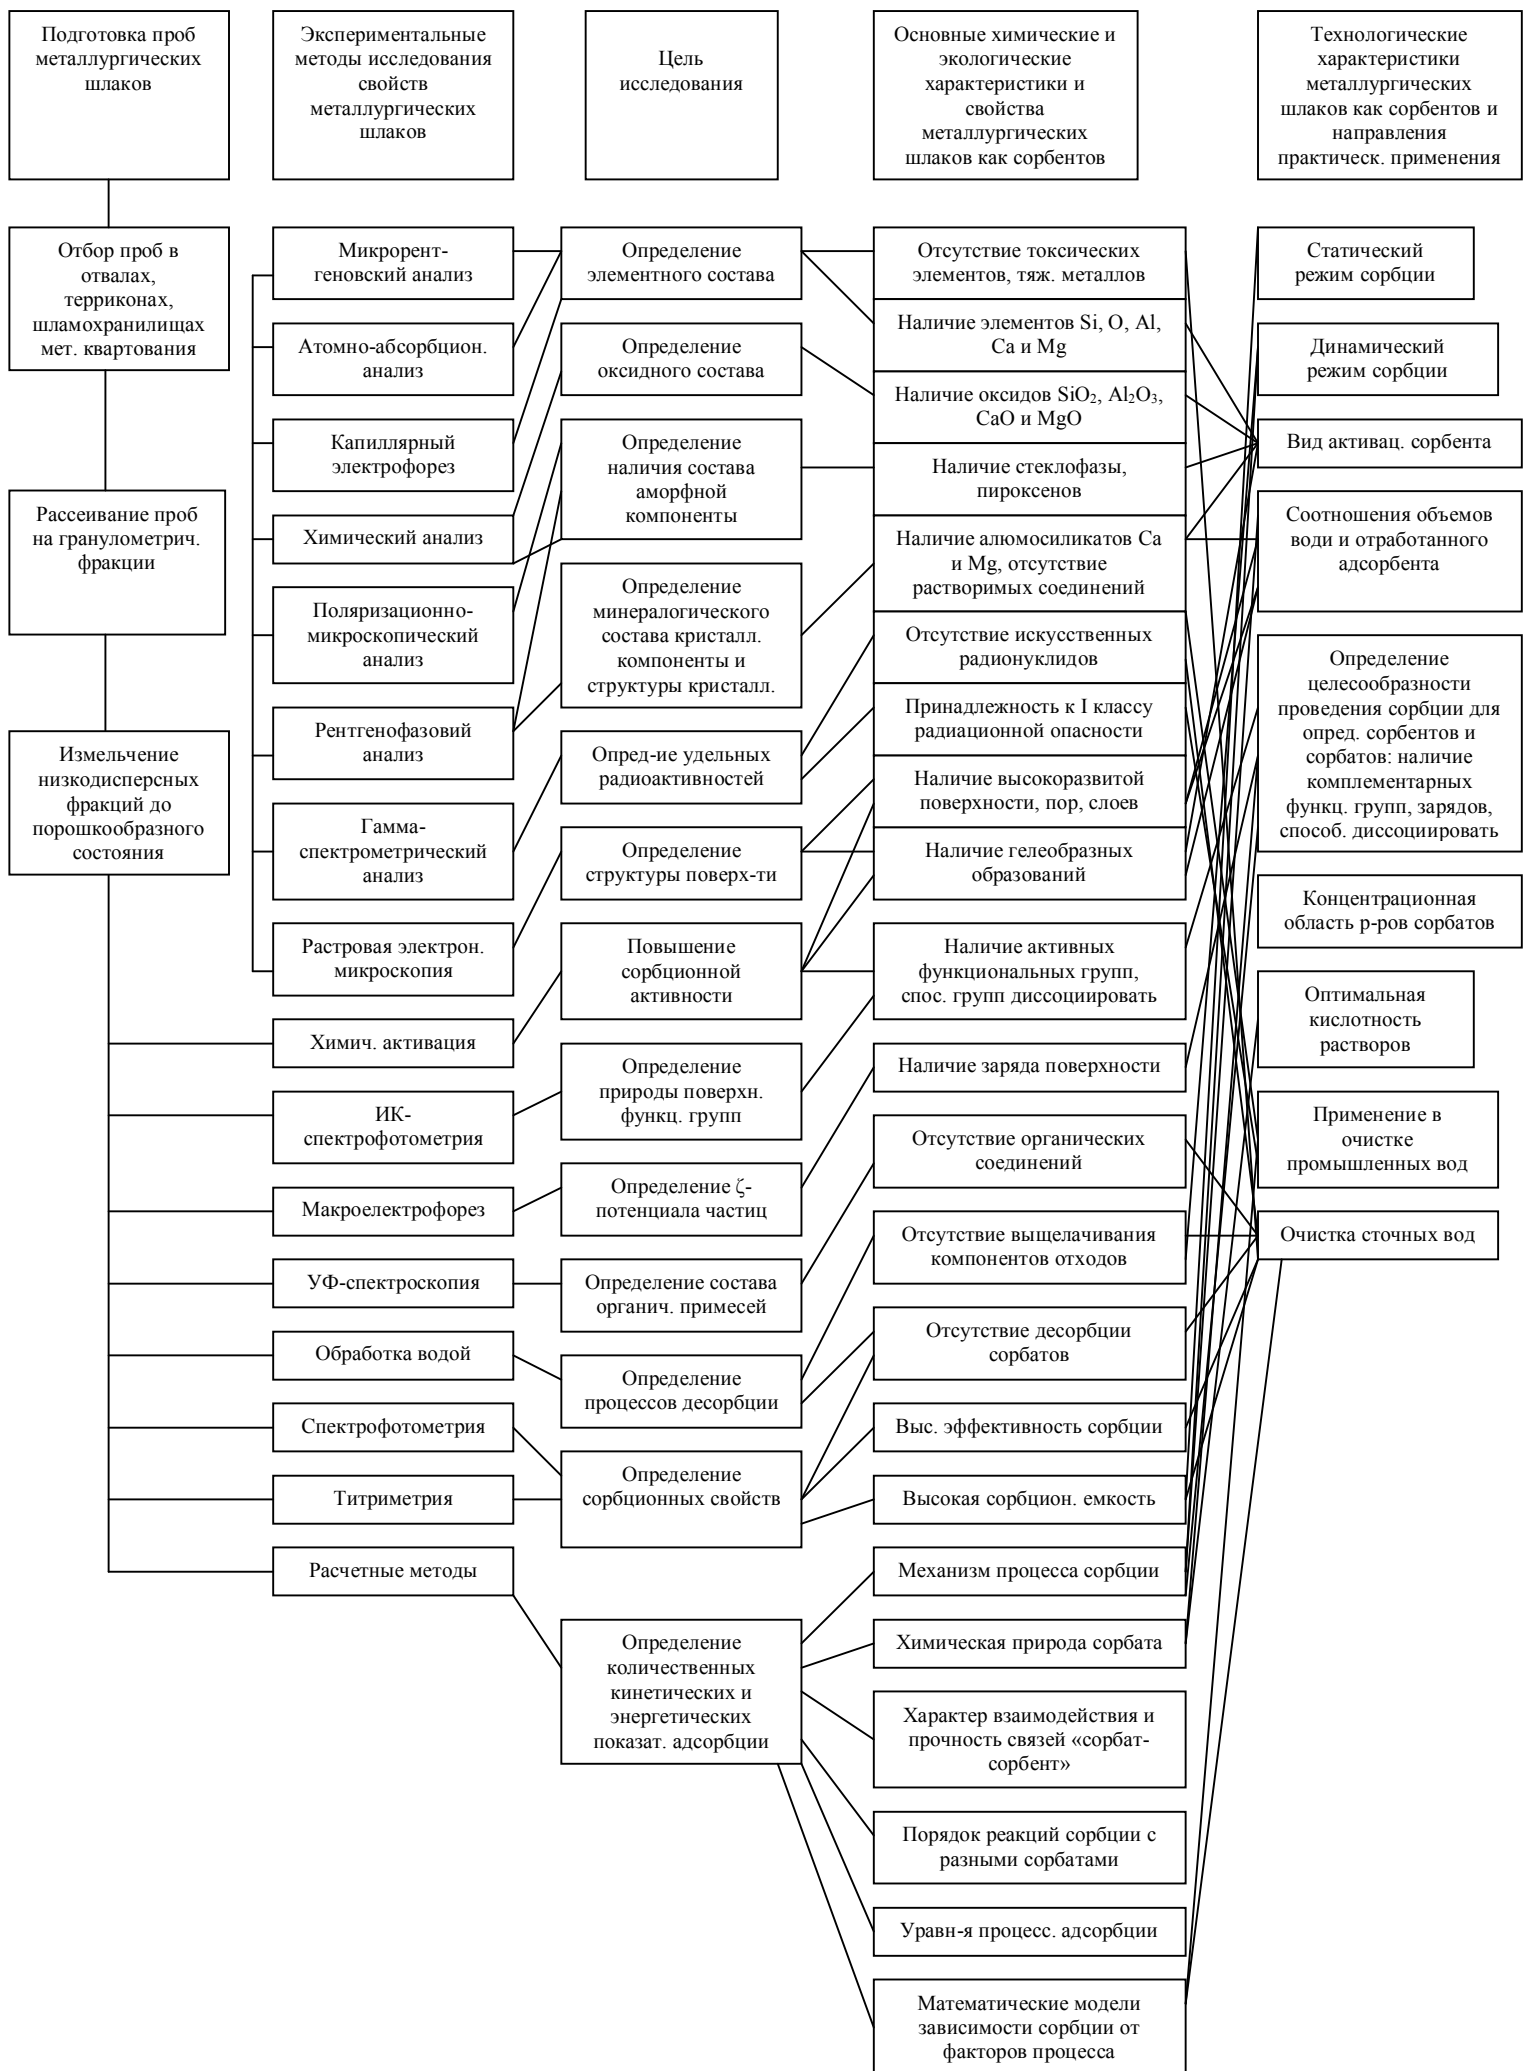 Подготовка проб
металлургических
шлаков
Экспериментальные
методы исследования
свойств
металлургических
шлаков
Цель
исследования
Основные химические и
экологические
характеристики и
свойства
металлургических
шлаков как сорбентов
Технологические
характеристики
металлургических
шлаков как сорбентов и
направления
практическ. применения
Отбор проб в
отвалах,
терриконах,
шламохранилищах
мет. квартования
Рассеивание проб
на гранулометрич.
фракции
Измельчение
низкодисперсных
фракций до
порошкообразного
состояния
Микрорент-
геновский анализ
Атомно-абсорбцион.
анализ
Капиллярный
электрофорез
Химический анализ
Поляризационно-
микроскопический
анализ
Рентгенофазовий
анализ
Гамма-
спектрометрический
анализ
Растровая электрон.
микроскопия
Химич. активация
ИК-
спектрофотометрия
Макроелектрофорез
УФ-спектроскопия
Обработка водой
Спектрофотометрия
Титриметрия
Расчетные методы
Определение
элементного состава
Определение
оксидного состава
Определение
наличия состава
аморфной
компоненты
Определение
минералогического
состава кристалл.
компоненты и
структуры кристалл.
Опред-ие удельных
радиоактивностей
Определение
структуры поверх-ти
Повышение
сорбционной
активности
Определение
природы поверхн.
функц. групп
Определение ζ-
потенциала частиц
Определение состава
органич. примесей
Определение
процессов десорбции
Определение
сорбционных свойств
Определение
количественных
кинетических и
энергетических
показат. адсорбции
Отсутствие токсических
элементов, тяж. металлов
Наличие элементов Si, O, Al,
Ca и Mg
Наличие оксидов SiO₂, Al₂O₃,
CaO и MgO
Наличие стеклофазы,
пироксенов
Наличие алюмосиликатов Ca
и Mg, отсутствие
растворимых соединений
Отсутствие искусственных
радионуклидов
Принадлежность к I классу
радиационной опасности
Наличие высокоразвитой
поверхности, пор, слоев
Наличие гелеобразных
образований
Наличие активных
функциональных групп,
спос. групп диссоциировать
Наличие заряда поверхности
Отсутствие органических
соединений
Отсутствие выщелачивания
компонентов отходов
Отсутствие десорбции
сорбатов
Выс. эффективность сорбции
Высокая сорбцион. емкость
Механизм процесса сорбции
Химическая природа сорбата
Характер взаимодействия и
прочность связей «сорбат-
сорбент»
Порядок реакций сорбции с
разными сорбатами
Уравн-я процесс. адсорбции
Математические модели
зависимости сорбции от
факторов процесса
Статический
режим сорбции
Динамический
режим сорбции
Вид активац. сорбента
Соотношения объемов
води и отработанного
адсорбента
Определение
целесообразности
проведения сорбции для
опред. сорбентов и
сорбатов: наличие
комплементарных
функц. групп, зарядов,
способ. диссоциировать
Концентрационная
область р-ров сорбатов
Оптимальная
кислотность
растворов
Применение в
очистке
промышленных вод
Очистка сточных вод